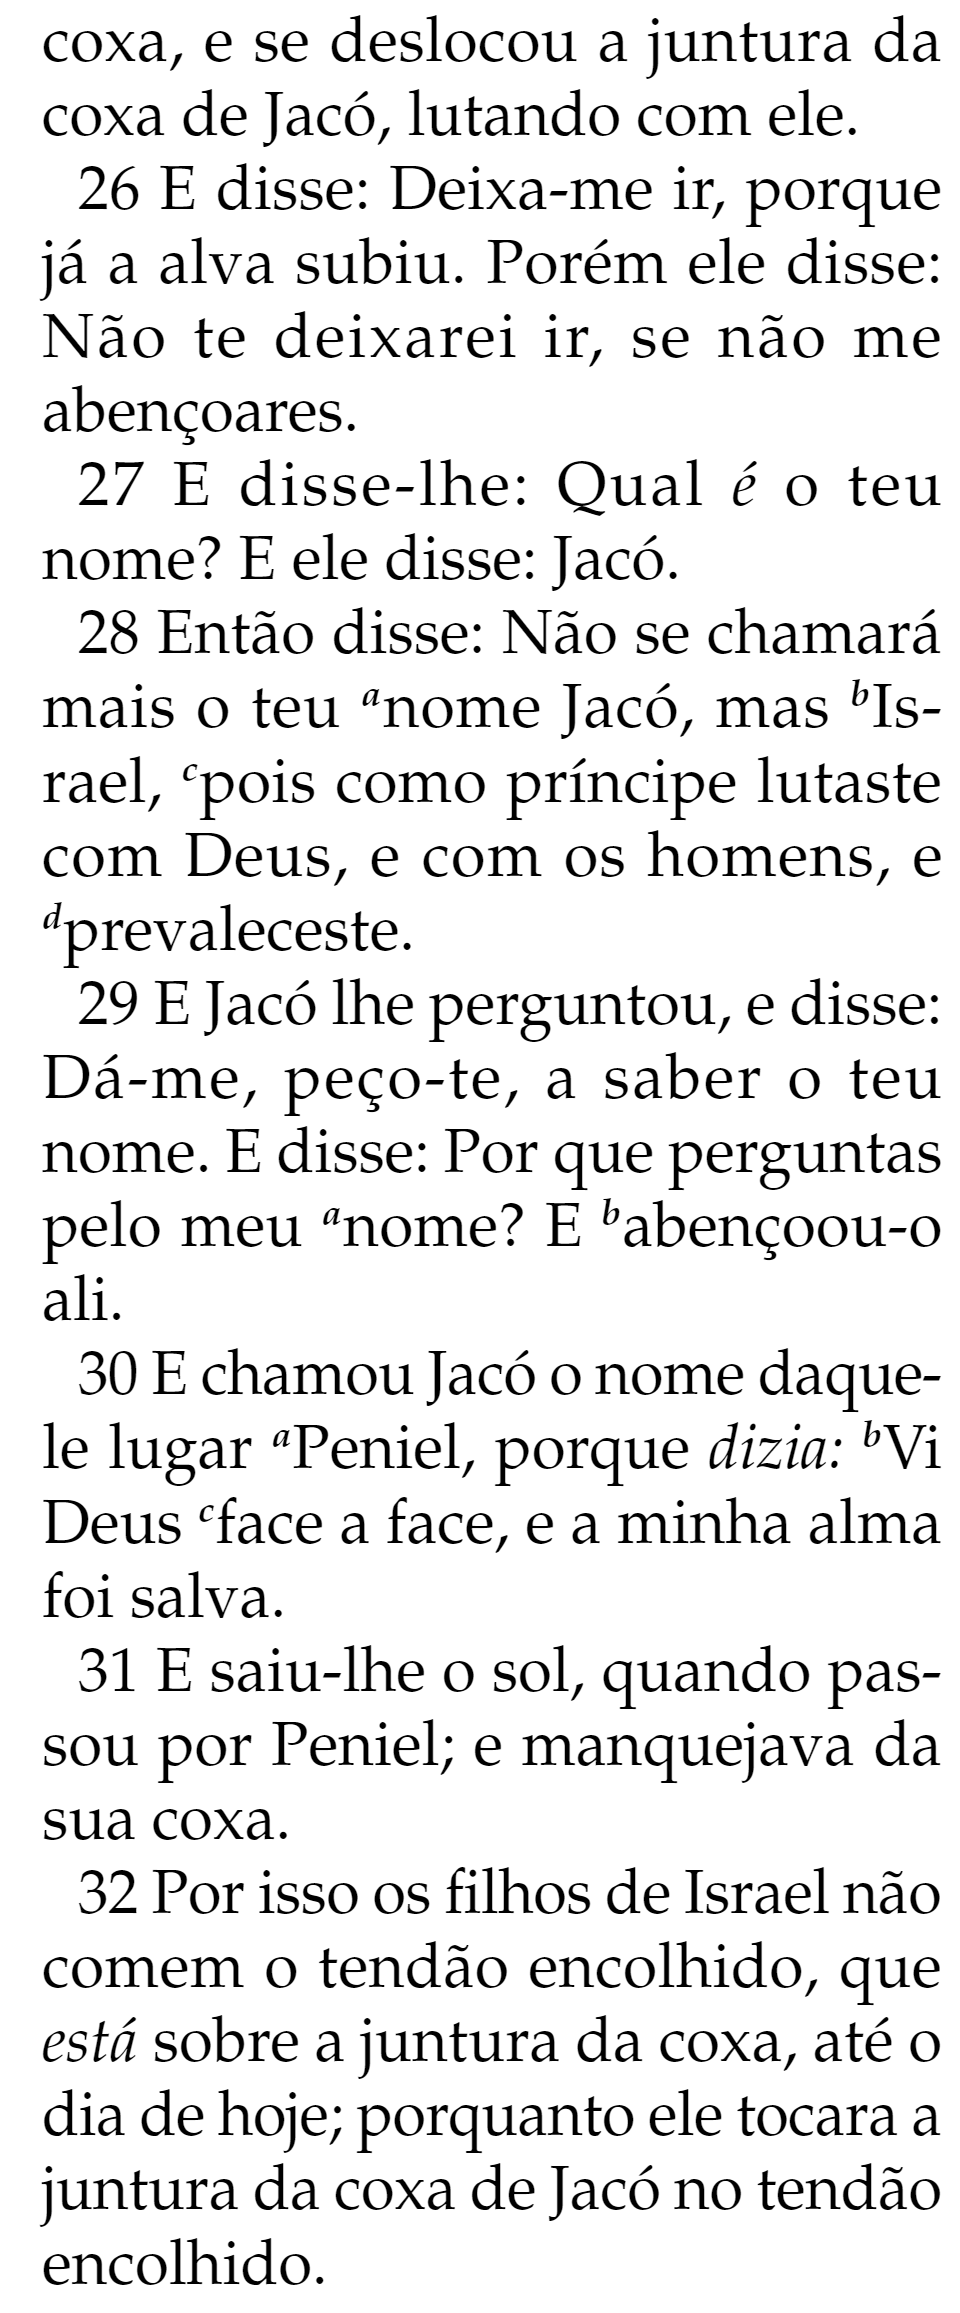 coxa, e se deslocou a juntura da
coxa de Jacó, lutando com ele.
26 E disse: Deixa-me ir, porque
já a alva subiu. Porém ele disse:
Não te deixarei ir, se não me
abençoares.
27 E disse-lhe: Qual é o teu
nome? E ele disse: Jacó.
28 Então disse: Não se chamará
mais o teu ᵃnome Jacó, mas ᵇIs-
rael, ᶜpois como príncipe lutaste
com Deus, e com os homens, e
ᵈprevaleceste.
29 E Jacó lhe perguntou, e disse:
Dá-me, peço-te, a saber o teu
nome. E disse: Por que perguntas
pelo meu ᵃnome? E ᵇabençoou-o
ali.
30 E chamou Jacó o nome daque-
le lugar ᵃPeniel, porque dizia: ᵇVi
Deus ᶜface a face, e a minha alma
foi salva.
31 E saiu-lhe o sol, quando pas-
sou por Peniel; e manquejava da
sua coxa.
32 Por isso os filhos de Israel não
comem o tendão encolhido, que
está sobre a juntura da coxa, até o
dia de hoje; porquanto ele tocara a
juntura da coxa de Jacó no tendão
encolhido.